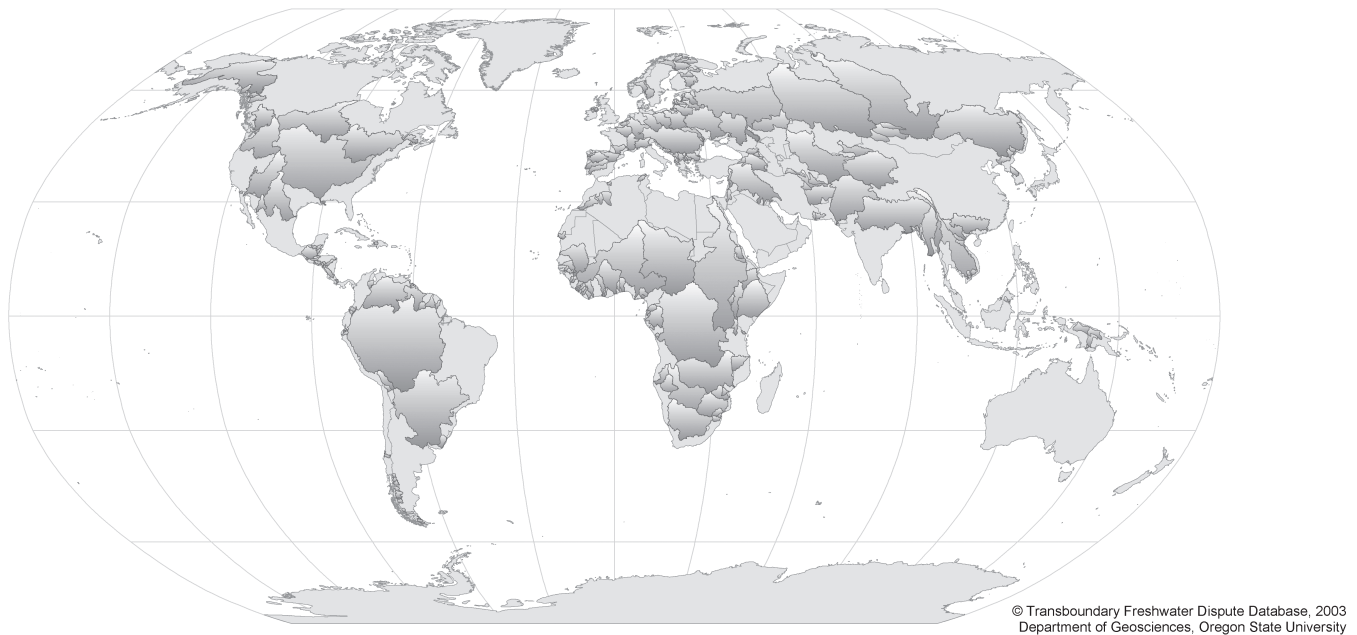 © Transboundary Freshwater Dispute Database, 2003
Department of Geosciences, Oregon State University